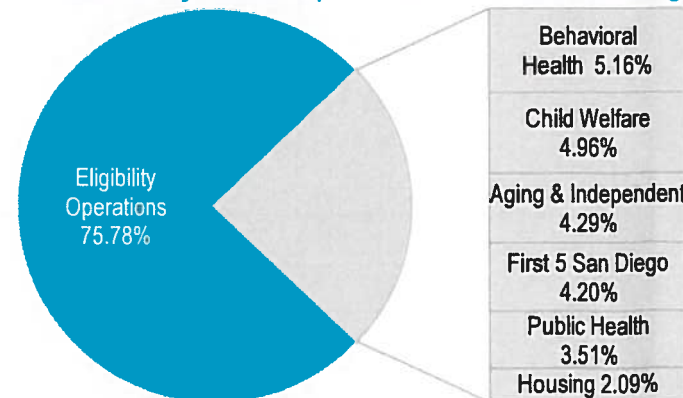 Eligibility
Operations
75.78%
Behavioral
Health 5.16%
Child Welfare
4.96%
Aging & Independent
4.29%
First 5 San Diego
4.20%
Public Health
3.51%
Housing 2.09%